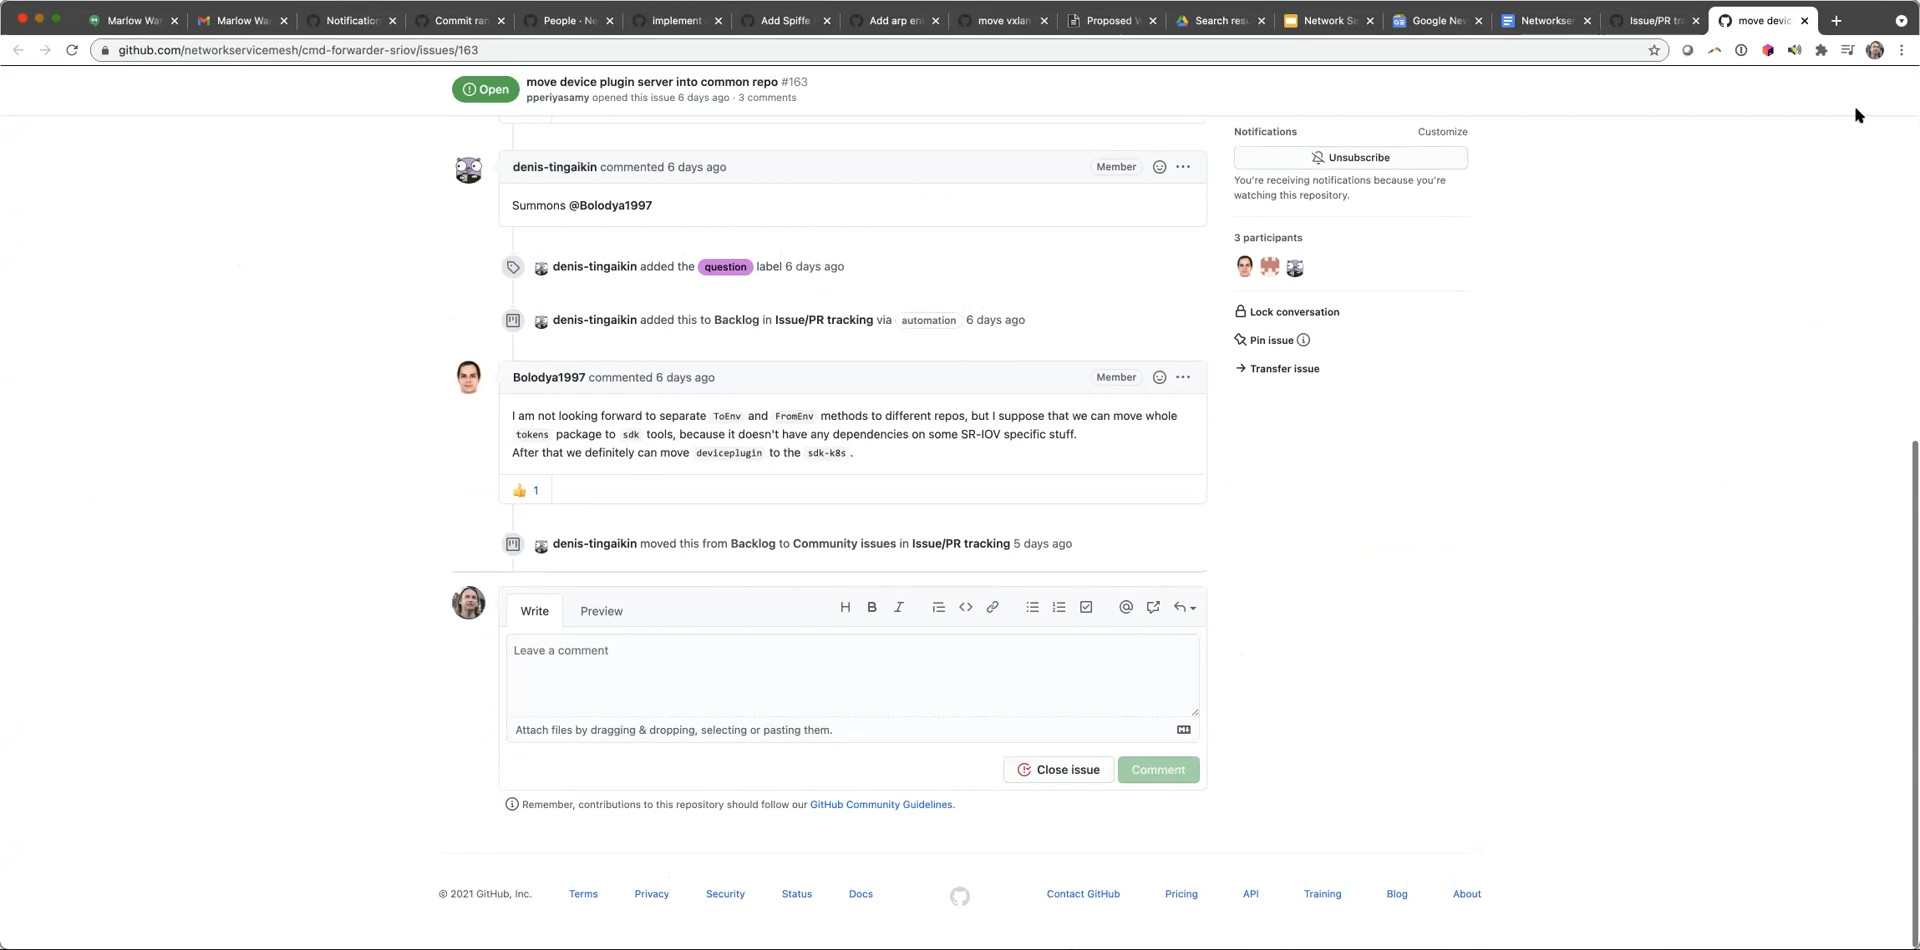 Marlow Wa
Marlow Wa
Notification
Commit ran
People · Ne
implement
Add Spiffe
Add arp en
move vxlan
Proposed V
Search resu
Network Se
Google New
Networkser
Issue/PR tr
move devic
github.com/networkservicemesh/cmd-forwarder-sriov/issues/163
Open
move device plugin server into common repo #163
pperiyasamy opened this issue 6 days ago · 3 comments
denis-tingaikin commented 6 days ago
Member
Summons @Bolodya1997
denis-tingaikin added the question label 6 days ago
denis-tingaikin added this to Backlog in Issue/PR tracking via automation 6 days ago
Bolodya1997 commented 6 days ago
Member
I am not looking forward to separate ToEnv and FromEnv methods to different repos, but I suppose that we can move whole
tokens package to sdk tools, because it doesn't have any dependencies on some SR-IOV specific stuff.
After that we definitely can move deviceplugin to the sdk-k8s.
1
denis-tingaikin moved this from Backlog to Community issues in Issue/PR tracking 5 days ago
Write
Preview
Leave a comment
Attach files by dragging & dropping, selecting or pasting them.
Close issue
Comment
Remember, contributions to this repository should follow our GitHub Community Guidelines.
Notifications
Customize
Unsubscribe
You're receiving notifications because you're
watching this repository.
3 participants
Lock conversation
Pin issue
Transfer issue
© 2021 GitHub, Inc.
Terms
Privacy
Security
Status
Docs
Contact GitHub
Pricing
API
Training
Blog
About